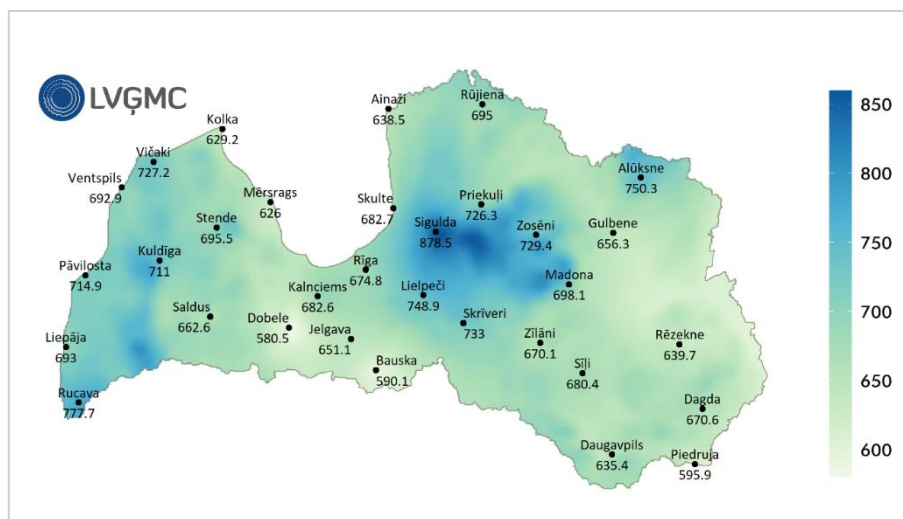 LVĢMC
Ainaži
638.5
Rūjiena
695
Kolka
629.2
Vičaki
727.2
Alūksne
750.3
Ventspils
692.9
Mērsrags
626
Skulte
682.7
Priekuļi
726.3
Stende
695.5
Sigulda
878.5
Zosēni
729.4
Gulbene
656.3
Kuldīga
711
Pāvilosta
714.9
Rīga
674.8
Madona
698.1
Kalnciems
682.6
Lielpeči
748.9
Saldus
662.6
Dobele
580.5
Jelgava
651.1
Skrīveri
733
Liepāja
693
Zīlāni
670.1
Rēzekne
639.7
Bauska
590.1
Sīļi
680.4
Rucava
777.7
Dagda
670.6
Daugavpils
635.4
Piedruja
595.9
850
800
750
700
650
600